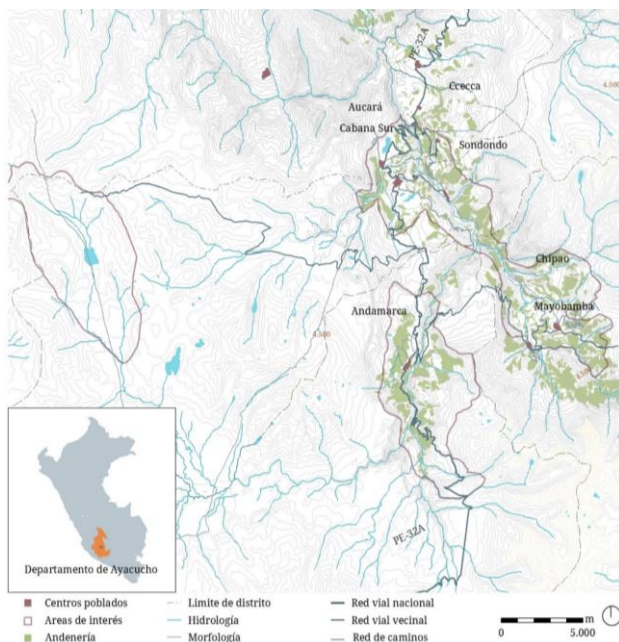 PE-32A
Ccecca
4.500
Aucará
Cabana Sur
Sondondo
Chipao
Mayobamba
Andamarca
4.500
PE-32A
Departamento de Ayacucho
Centros poblados
Areas de interés
Andenería
Limite de distrito
Hidrología
Morfología
Red vial nacional
Red vial vecinal
Red de caminos
m
0 5.000